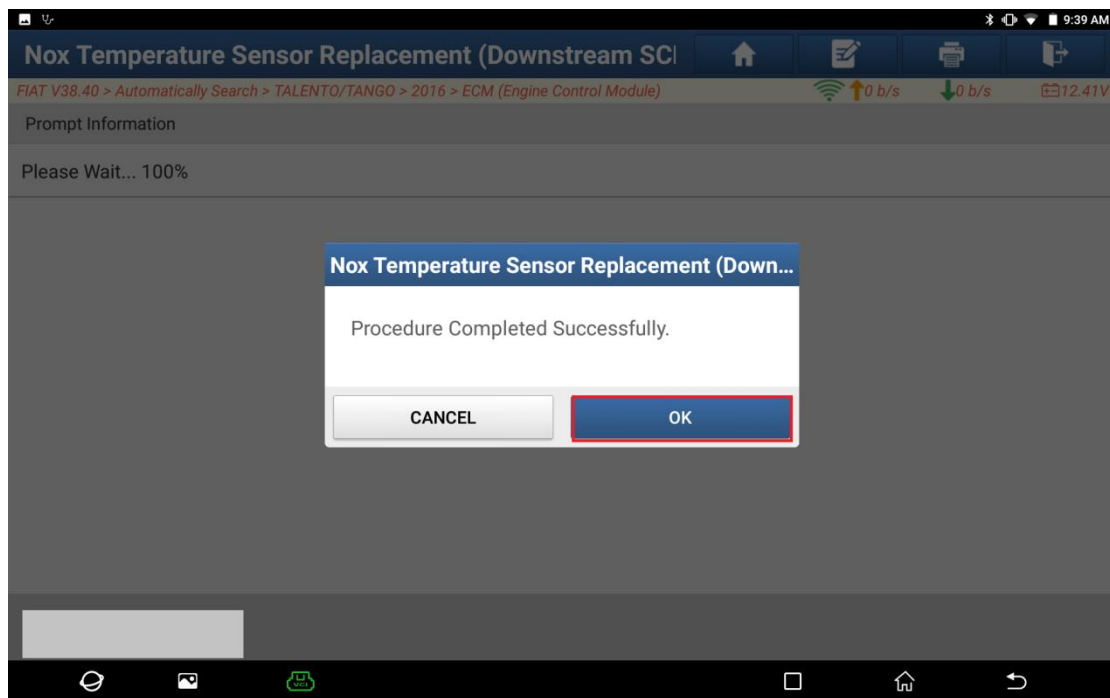 9:39 AM
Nox Temperature Sensor Replacement (Downstream SC
FIAT V38.40 > Automatically Search > TALENTO/TANGO > 2016 > ECM (Engine Control Module)
0 b/s
0 b/s
12.41V
Prompt Information
Please Wait... 100%
Nox Temperature Sensor Replacement (Down...
Procedure Completed Successfully.
CANCEL
OK
VCI